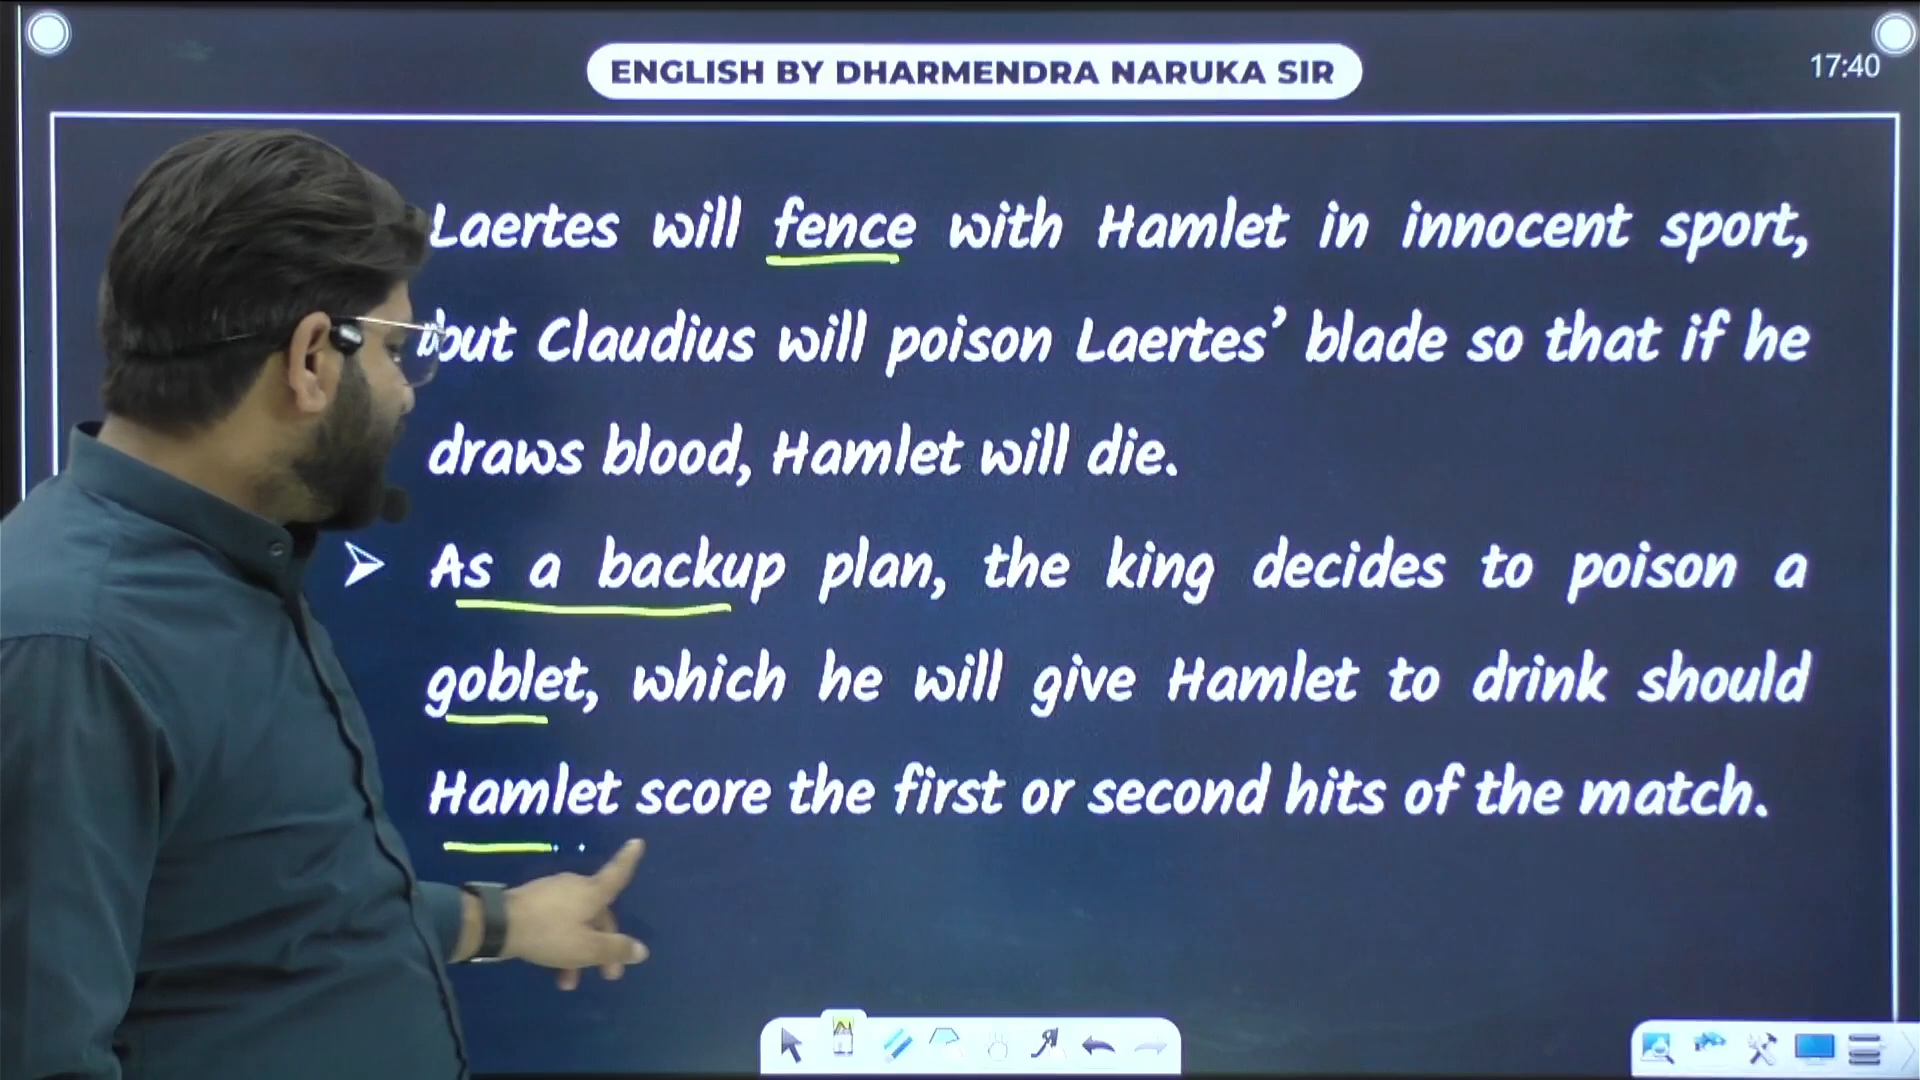 ENGLISH BY DHARMENDRA NARUKA SIR
17:40
Laertes will fence with Hamlet in innocent sport,
but Claudius will poison Laertes’ blade so that if he
draws blood, Hamlet will die.
➢ As a backup plan, the king decides to poison a
goblet, which he will give Hamlet to drink should
Hamlet score the first or second hits of the match.